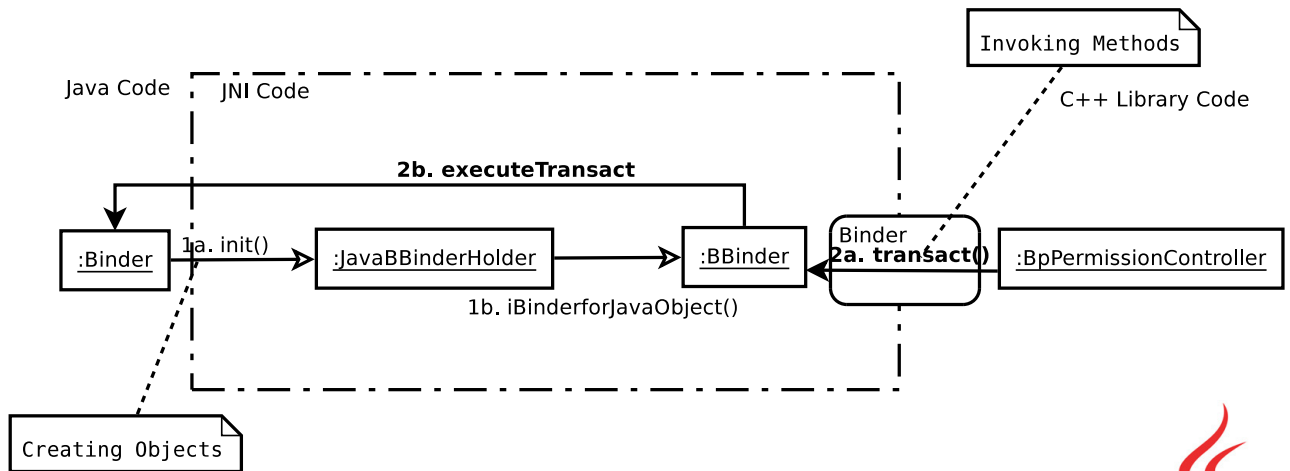 Invoking Methods
Java Code
JNI Code
C++ Library Code
2b. executeTransact
:Binder
1a. init()
:JavaBBinderHolder
:BBinder
Binder
2a. transact()
:BpPermissionController
1b. iBinderforJavaObject()
Creating Objects